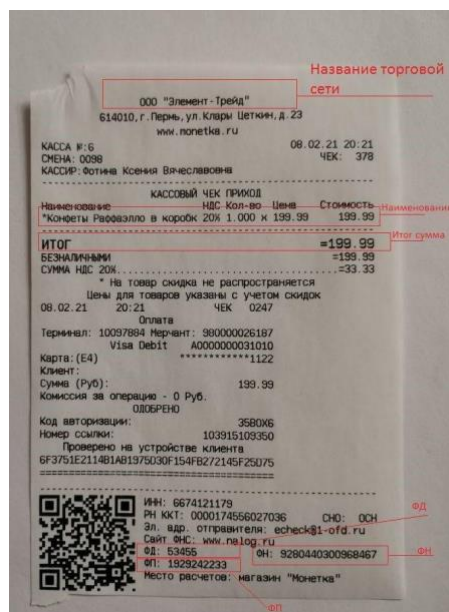 Название торговой
сети
ООО "Элемент-Трейд"
614010,г.Пермь,ул.Клары Цеткин,д.23
www.monetka.ru
КАССА №:6 08.02.21 20:21
СМЕНА: 0098 ЧЕК: 378
КАССИР:Фотина Ксения Вячеславовна
КАССОВЫЙ ЧЕК ПРИХОД
Наименование НДС Кол-во Цена Стоимость
Наименование
*Конфеты Раффаэлло в коробк 20% 1.000 x 199.99 199.99
Итог сумма
ИТОГ =199.99
БЕЗНАЛИЧНЫМИ =199.99
СУММА НДС 20%..........................=33.33
* На товар скидка не распространяется
Цены для товаров указаны с учетом скидок
08.02.21 20:21 ЧЕК 0247
Оплата
Терминал: 10097884 Мерчант: 980000026187
Visa Debit A0000000031010
Карта:(E4) ************1122
Клиент:
Сумма (Руб): 199.99
Комиссия за операцию - 0 Руб.
ОДОБРЕНО
Код авторизации: 35B0X6
Номер ссылки: 103915109350
Проверено на устройстве клиента
6F3751E2114B1AB1975D30F154FB272145F25D75
ИНН: 6674121179
РН ККТ: 0000174556027036 СНО: ОСН
Эл. адр. отправителя: echeck@1-ofd.ru
Сайт ФНС: www.nalog.ru
ФД
ФД: 53455 ФН: 9280440300968467
ФН
ФП: 1929242233
Место расчетов: магазин "Монетка"
ФП